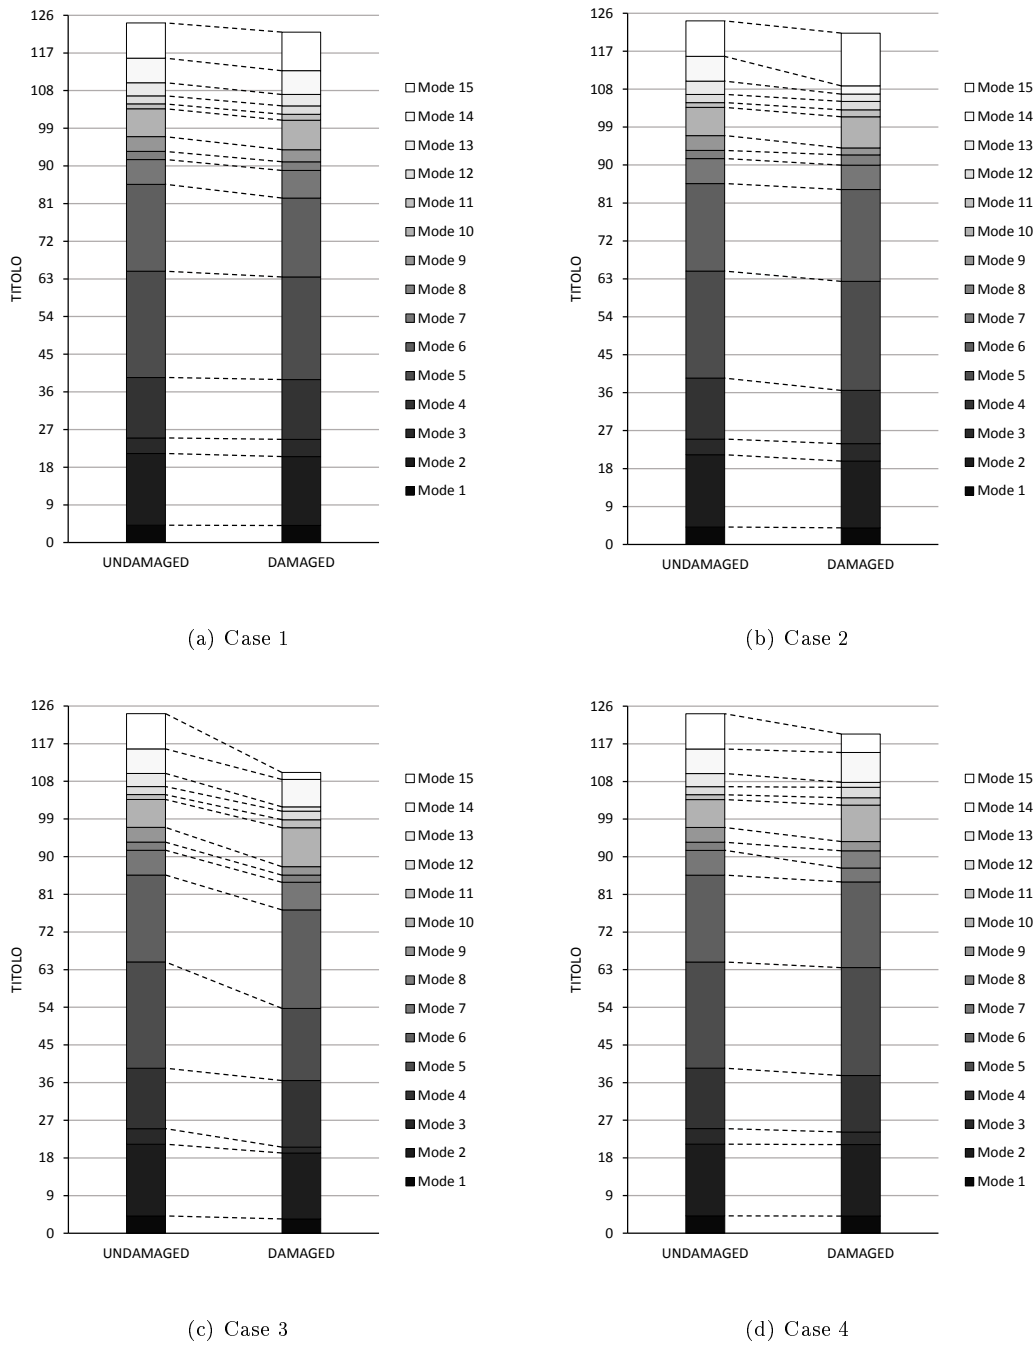 126
117
108
99
90
81
72
63
54
45
36
27
18
9
0
TITOLO
UNDAMAGED DAMAGED
Mode 15
Mode 14
Mode 13
Mode 12
Mode 11
Mode 10
Mode 9
Mode 8
Mode 7
Mode 6
Mode 5
Mode 4
Mode 3
Mode 2
Mode 1
(a) Case 1
126
117
108
99
90
81
72
63
54
45
36
27
18
9
0
TITOLO
UNDAMAGED DAMAGED
Mode 15
Mode 14
Mode 13
Mode 12
Mode 11
Mode 10
Mode 9
Mode 8
Mode 7
Mode 6
Mode 5
Mode 4
Mode 3
Mode 2
Mode 1
(b) Case 2
126
117
108
99
90
81
72
63
54
45
36
27
18
9
0
TITOLO
UNDAMAGED DAMAGED
Mode 15
Mode 14
Mode 13
Mode 12
Mode 11
Mode 10
Mode 9
Mode 8
Mode 7
Mode 6
Mode 5
Mode 4
Mode 3
Mode 2
Mode 1
(c) Case 3
126
117
108
99
90
81
72
63
54
45
36
27
18
9
0
TITOLO
UNDAMAGED DAMAGED
Mode 15
Mode 14
Mode 13
Mode 12
Mode 11
Mode 10
Mode 9
Mode 8
Mode 7
Mode 6
Mode 5
Mode 4
Mode 3
Mode 2
Mode 1
(d) Case 4